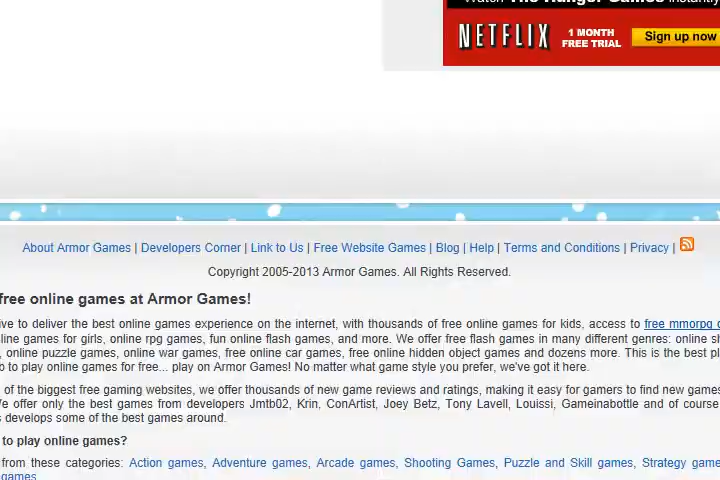 Watch The Hunger Games instantly
NETFLIX 1 MONTH FREE TRIAL Sign up now
About Armor Games | Developers Corner | Link to Us | Free Website Games | Blog | Help | Terms and Conditions | Privacy |
Copyright 2005-2013 Armor Games. All Rights Reserved.
free online games at Armor Games!
ive to deliver the best online games experience on the internet, with thousands of free online games for kids, access to free mmorpg
line games for girls, online rpg games, fun online flash games, and more. We offer free flash games in many different genres: online
, online puzzle games, online war games, free online car games, free online hidden object games and dozens more. This is the best
b to play online games for free... play on Armor Games! No matter what game style you prefer, we've got it here.
of the biggest free gaming websites, we offer thousands of new game reviews and ratings, making it easy for gamers to find new games
We offer only the best games from developers Jmtb02, Krin, ConArtist, Joey Betz, Tony Lavell, Louissi, Gameinabottle and of course
s develops some of the best games around.
to play online games?
from these categories: Action games, Adventure games, Arcade games, Shooting Games, Puzzle and Skill games, Strategy game
games